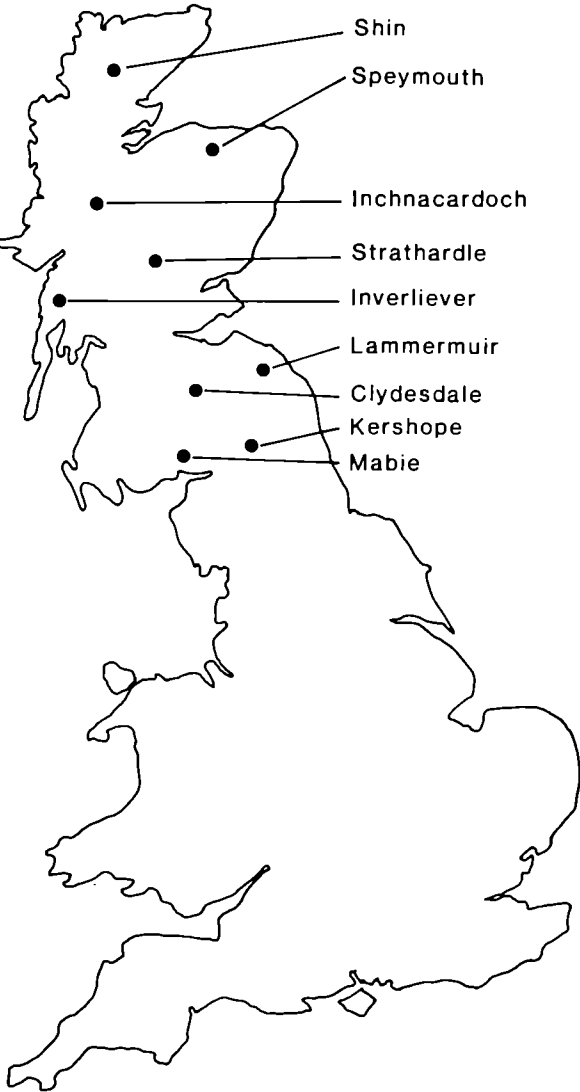 Shin
Speymouth
Inchnacardoch
Strathardle
Inverliever
Lammermuir
Clydesdale
Kershope
Mabie